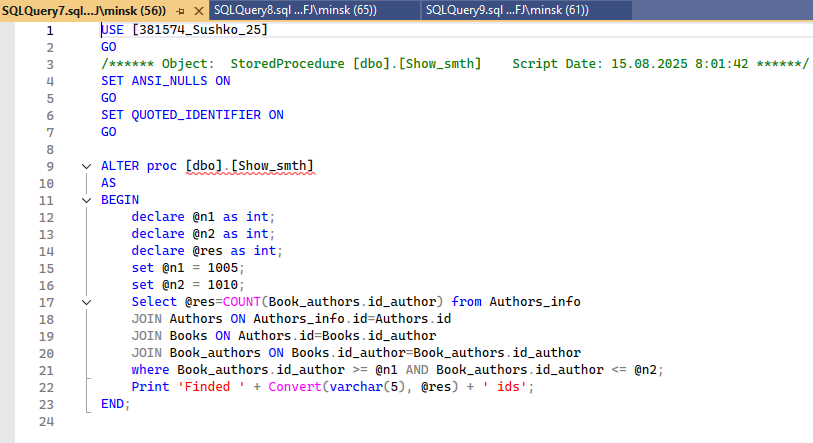 SQLQuery7.sql...J\minsk (56)) SQLQuery8.sql ...FJ\minsk (65)) SQLQuery9.sql ...FJ\minsk (61))
1 USE [381574_Sushko_25]
2 GO
3 /****** Object:  StoredProcedure [dbo].[Show_smth]    Script Date: 15.08.2025 8:01:42 ******/
4 SET ANSI_NULLS ON
5 GO
6 SET QUOTED_IDENTIFIER ON
7 GO
8
9 ALTER proc [dbo].[Show_smth]
10 AS
11 BEGIN
12     declare @n1 as int;
13     declare @n2 as int;
14     declare @res as int;
15     set @n1 = 1005;
16     set @n2 = 1010;
17     Select @res=COUNT(Book_authors.id_author) from Authors_info
18     JOIN Authors ON Authors_info.id=Authors.id
19     JOIN Books ON Authors.id=Books.id_author
20     JOIN Book_authors ON Books.id_author=Book_authors.id_author
21     where Book_authors.id_author >= @n1 AND Book_authors.id_author <= @n2;
22     Print 'Finded ' + Convert(varchar(5), @res) + ' ids';
23 END;
24